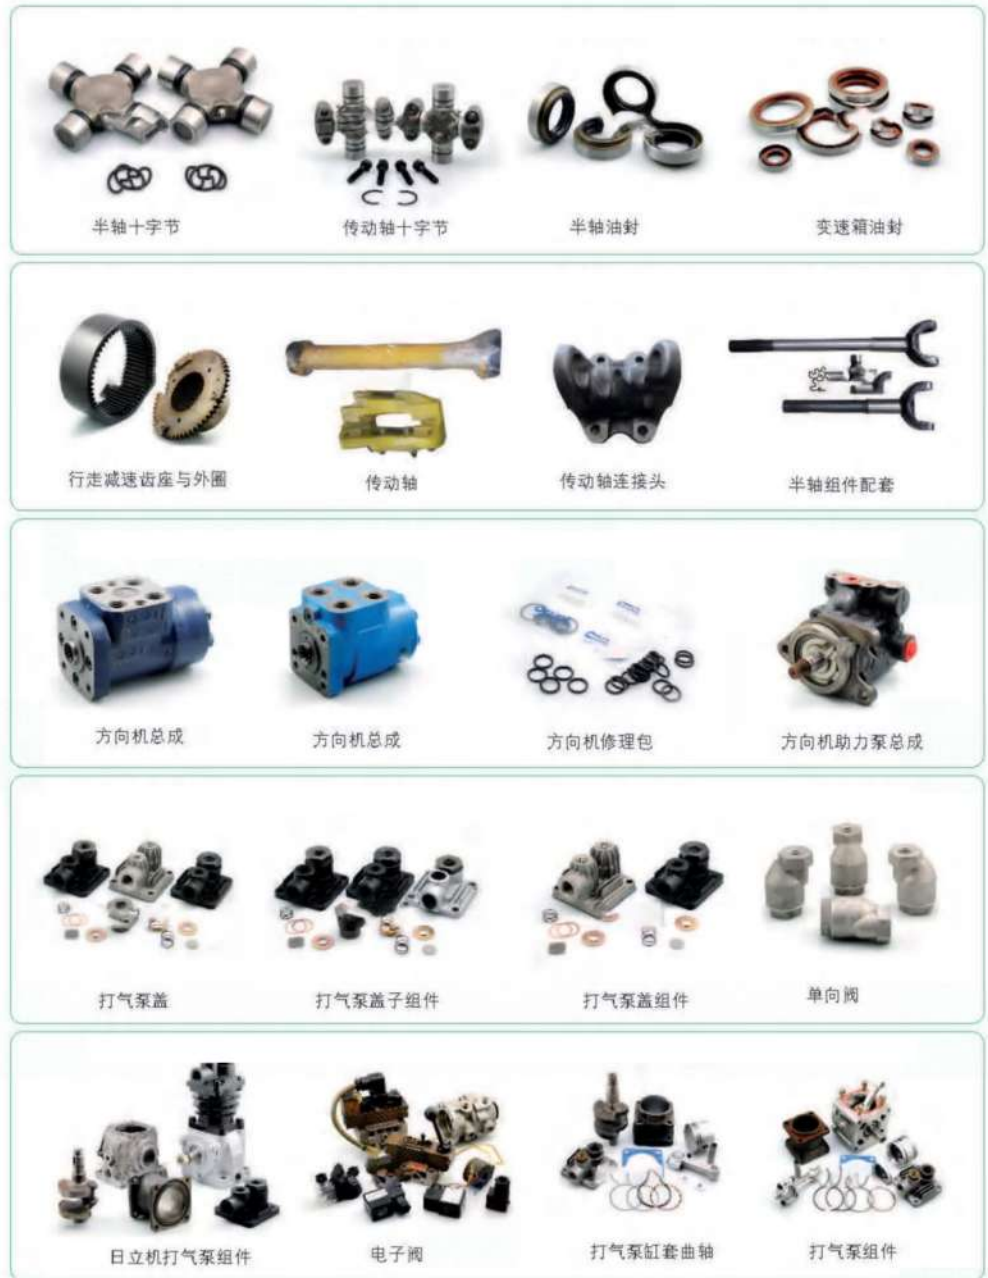 半轴十字节
传动轴十字节
半轴油封
变速箱油封
行走减速齿座与外圈
传动轴
传动轴连接头
半轴组件配套
方向机总成
方向机总成
方向机修理包
方向机助力泵总成
打气泵盖
打气泵盖子组件
打气泵盖组件
单向阀
日立机打气泵组件
电子阀
打气泵缸套曲轴
打气泵组件